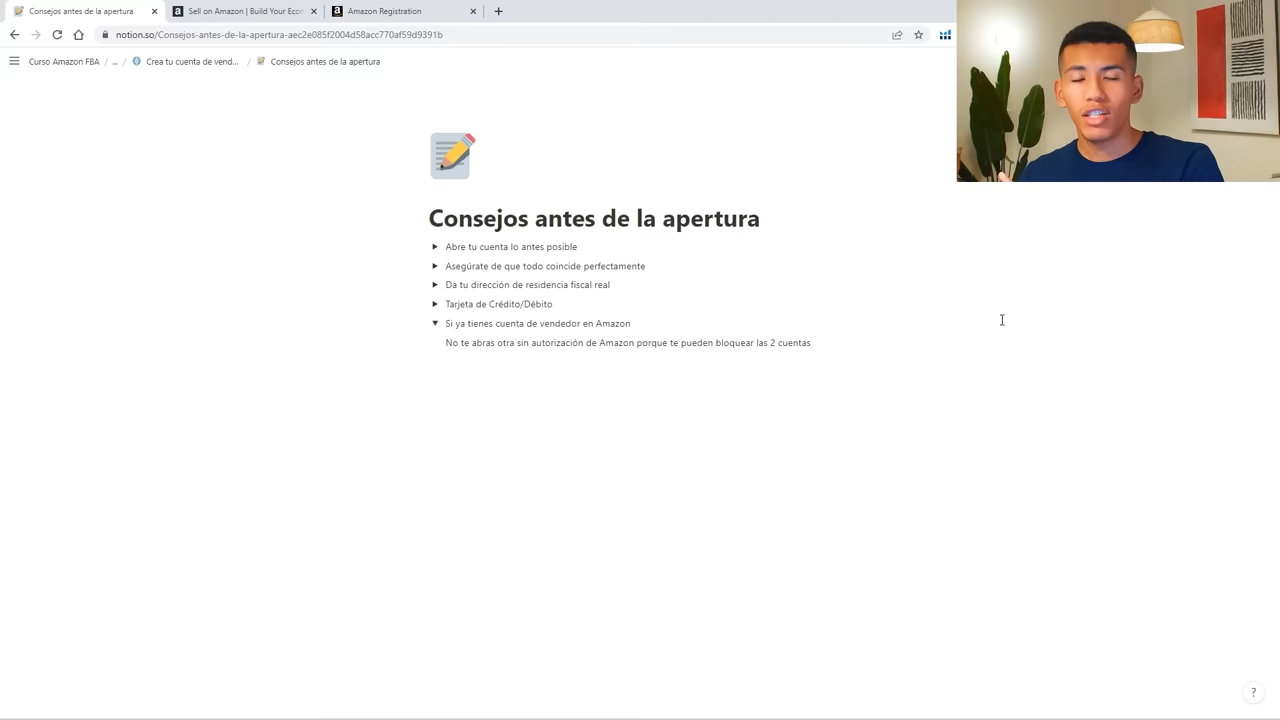 Consejos antes de la apertura
Sell on Amazon | Build Your Econ
Amazon Registration
notion.so/Consejos-antes-de-la-apertura-aec2e085f2004d58acc770af59d9391b
Curso Amazon FBA / ... / Crea tu cuenta de vend... / Consejos antes de la apertura
Consejos antes de la apertura
Abre tu cuenta lo antes posible
Asegúrate de que todo coincide perfectamente
Da tu dirección de residencia fiscal real
Tarjeta de Crédito/Débito
Si ya tienes cuenta de vendedor en Amazon
No te abras otra sin autorización de Amazon porque te pueden bloquear las 2 cuentas
?